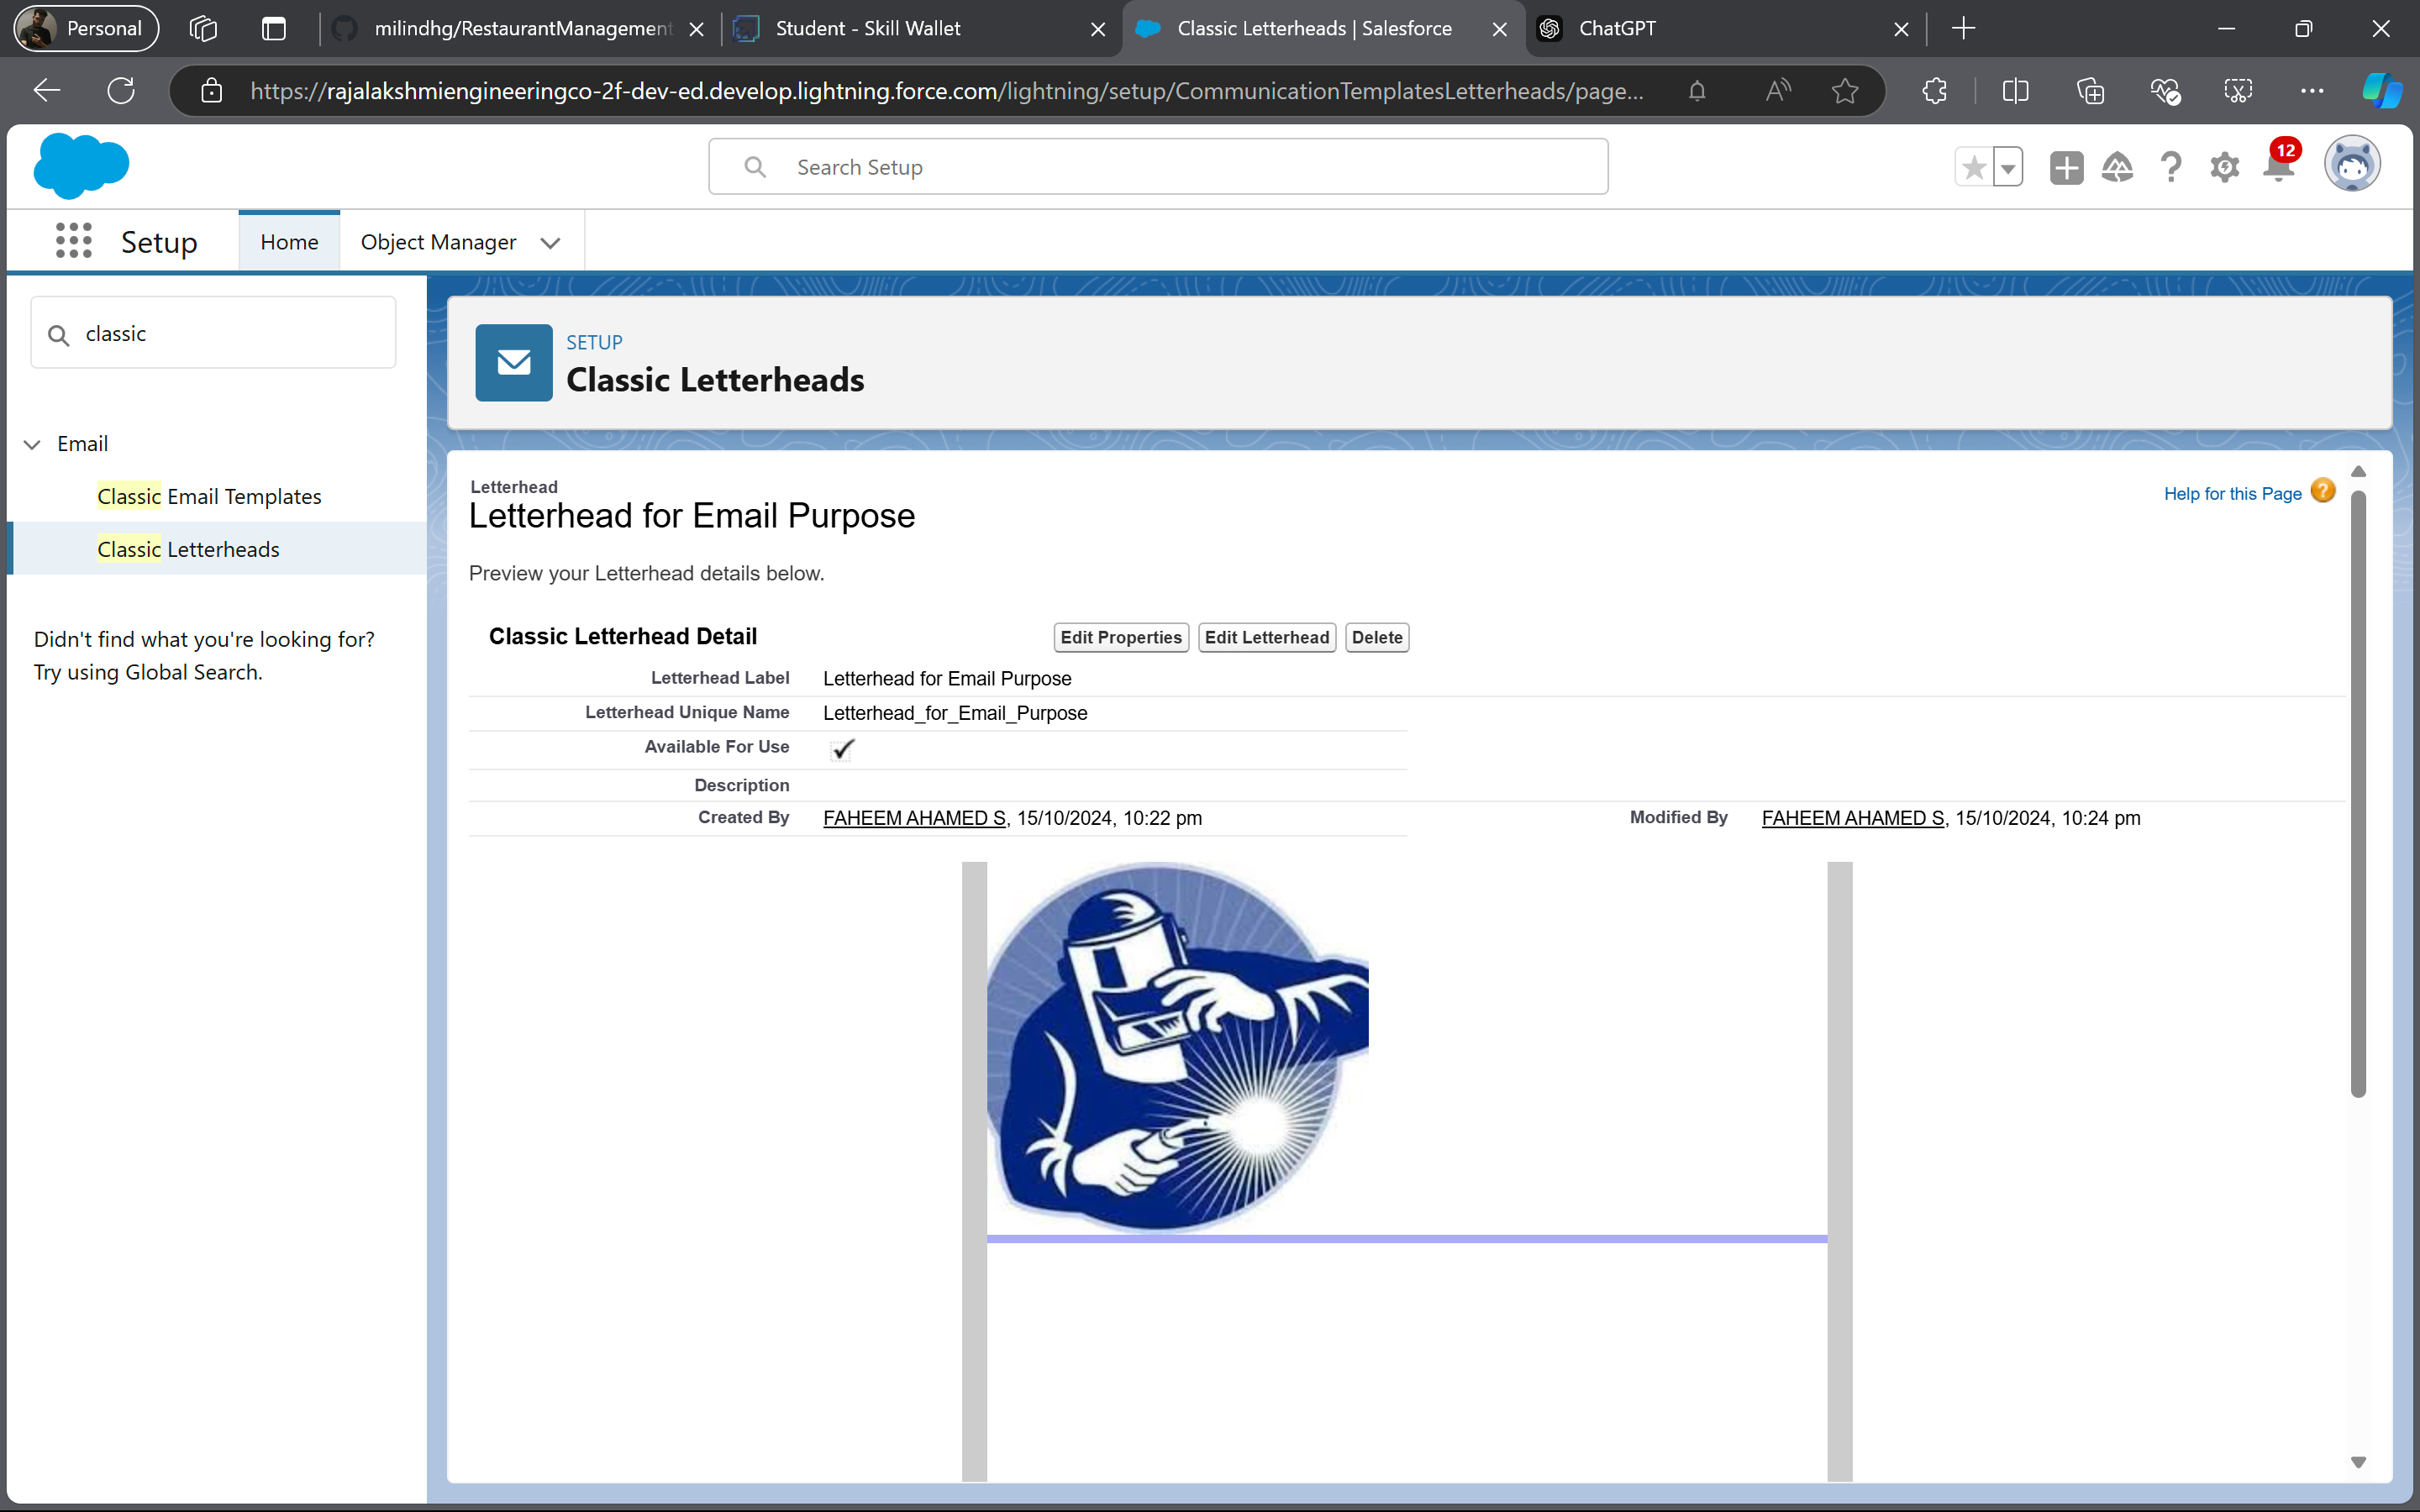 Personal
milindhg/RestaurantManagement
Student - Skill Wallet
Classic Letterheads | Salesforce
ChatGPT
https://rajalakshmiengineeringco-2f-dev-ed.develop.lightning.force.com/lightning/setup/CommunicationTemplatesLetterheads/page...
Search Setup
12
Setup
Home
Object Manager
classic
SETUP
Classic Letterheads
Email
Classic Email Templates
Classic Letterheads
Didn't find what you're looking for?
Try using Global Search.
Letterhead
Letterhead for Email Purpose
Help for this Page
Preview your Letterhead details below.
Classic Letterhead Detail
Edit Properties
Edit Letterhead
Delete
Letterhead Label Letterhead for Email Purpose
Letterhead Unique Name Letterhead_for_Email_Purpose
Available For Use
Description
Created By FAHEEM AHAMED S, 15/10/2024, 10:22 pm
Modified By FAHEEM AHAMED S, 15/10/2024, 10:24 pm